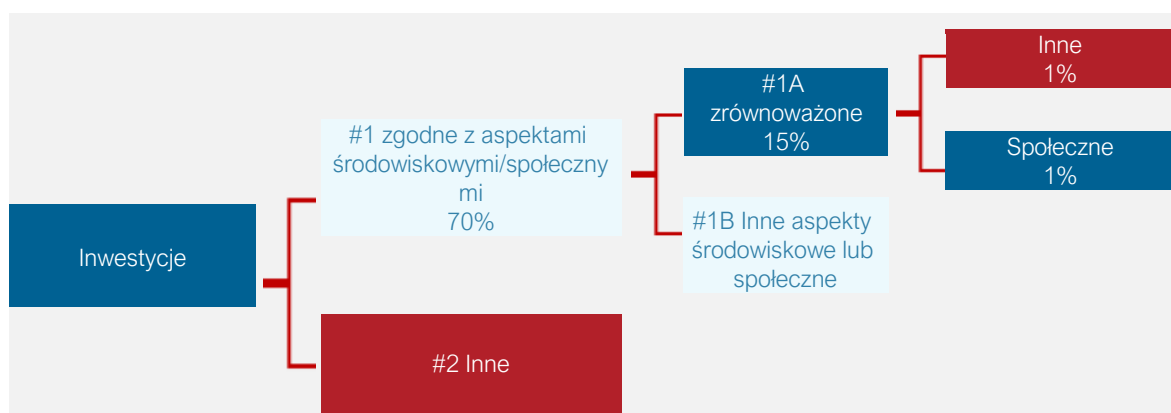 Inwestycje
#1 zgodne z aspektami
środowiskowymi/społeczny
mi
70%
#2 Inne
#1A
zrównoważone
15%
#1B Inne aspekty
środowiskowe lub
społeczne
Inne
1%
Społeczne
1%